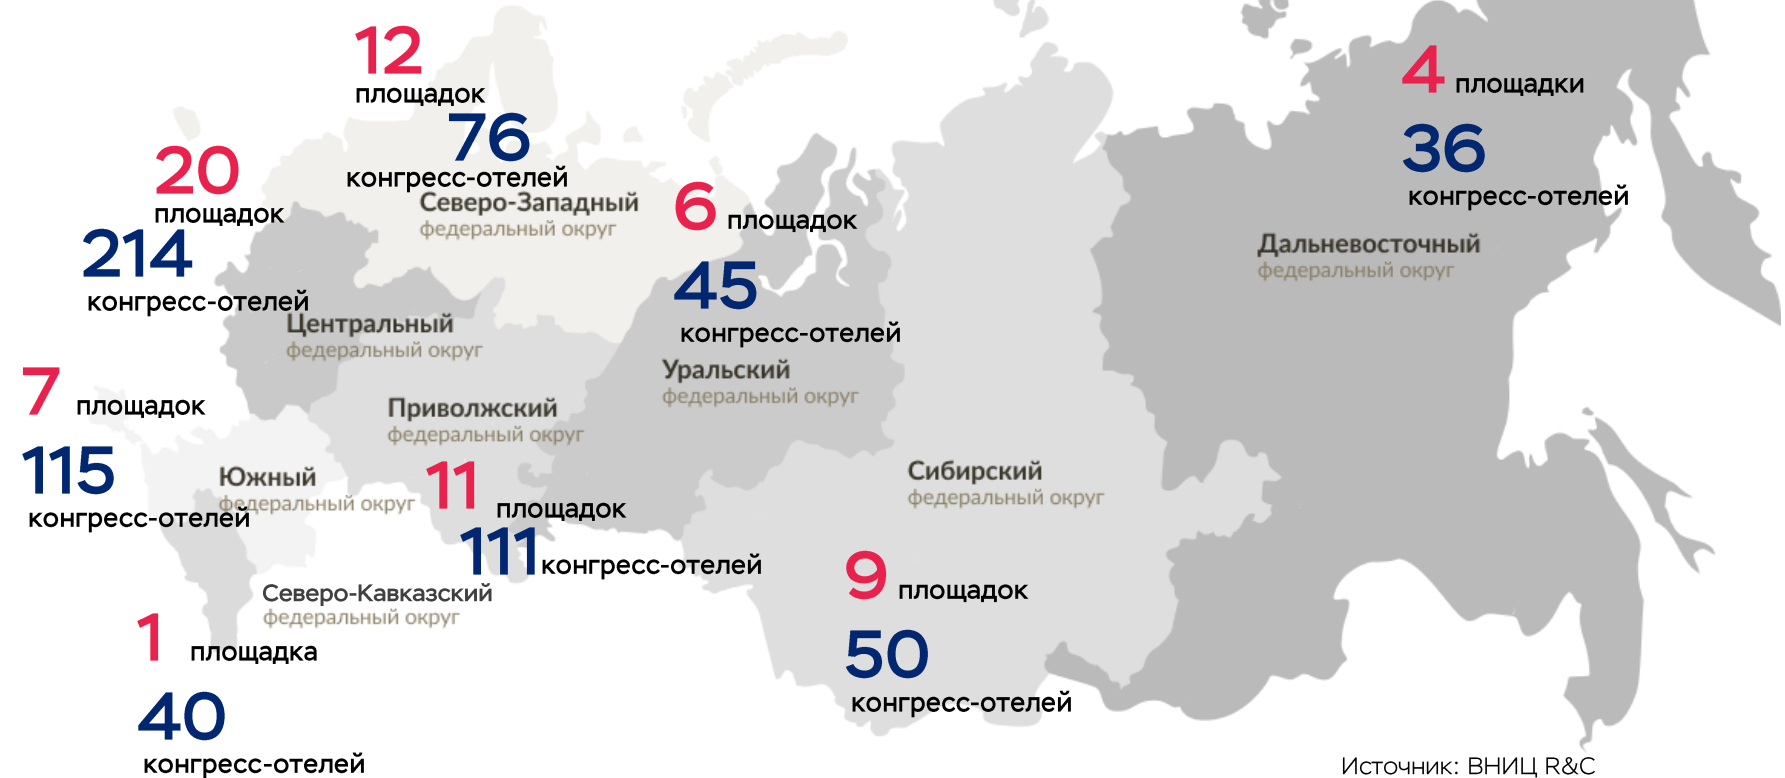 12
площадок
76
конгресс-отелей
Северо-Западный
федеральный округ
20
площадок
214
конгресс-отелей
Центральный
федеральный округ
6 площадок
45
конгресс-отелей
Уральский
федеральный округ
4 площадки
36
конгресс-отелей
Дальневосточный
федеральный округ
7 площадок
115
конгресс-отелей
Южный
федеральный округ
Приволжский
федеральный округ
11 площадок
111 конгресс-отелей
Сибирский
федеральный округ
9 площадок
50
конгресс-отелей
Северо-Кавказский
федеральный округ
1 площадка
40
конгресс-отелей
Источник: ВНИЦ R&C